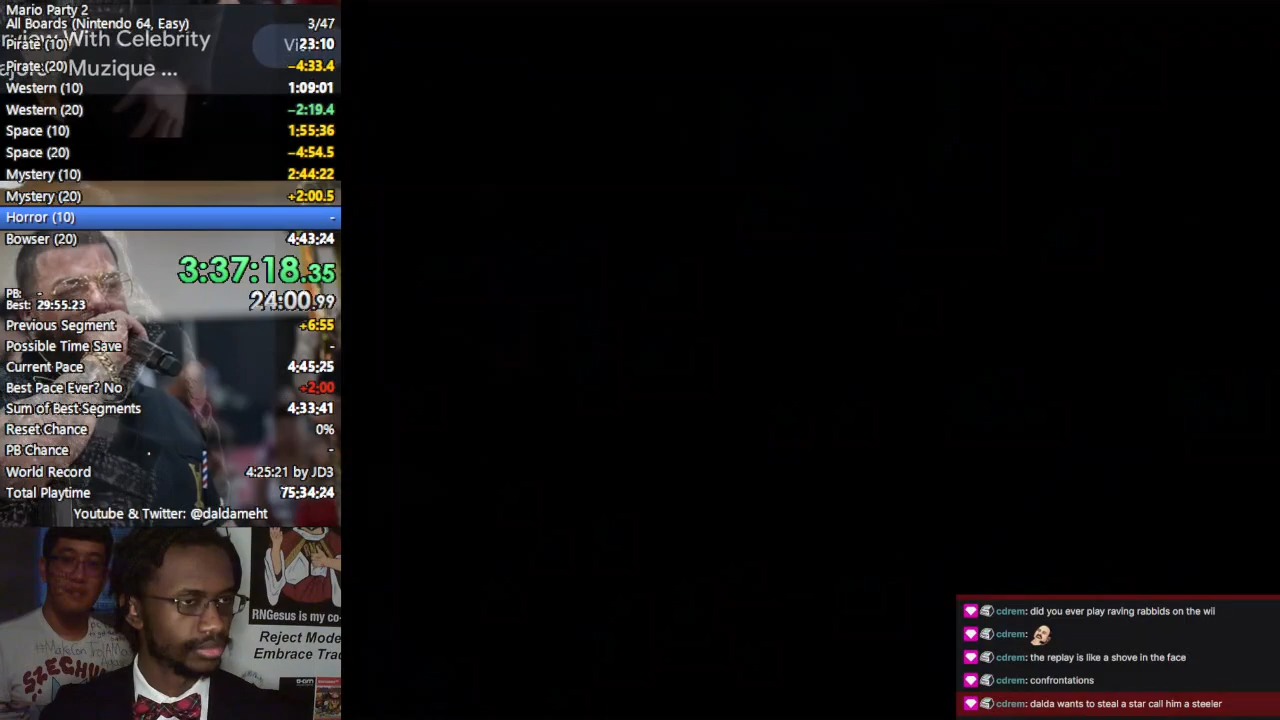 Mario Party 2
All Boards (Nintendo 64, Easy) 3/47
rview With Celebrity
Pirate (10) 23:10
Muzique ...
Pirate (20) −4:33.4
Western (10) 1:09:01
Western (20) −2:19.4
Space (10) 1:55:36
Space (20) −4:54.5
Mystery (10) 2:44:22
Mystery (20) +2:00.5
Horror (10) -
Bowser (20) 4:43:24
3:37:18.35
PB: -
24:00.99
Best: 29:55.23
Previous Segment +6:55
Possible Time Save -
Current Pace 4:45:25
Best Pace Ever? No +2:00
Sum of Best Segments 4:33:41
Reset Chance 0%
PB Chance -
World Record 4:25:21 by JD3
Total Playtime 75:34:24
Youtube & Twitter: @daldameht
RNGesus is my co-
Reject Mode
Embrace Tra
SZECHU
cdrem: did you ever play raving rabbids on the wii
cdrem:
cdrem: the replay is like a shove in the face
cdrem: confrontations
cdrem: dalda wants to steal a star call him a steeler